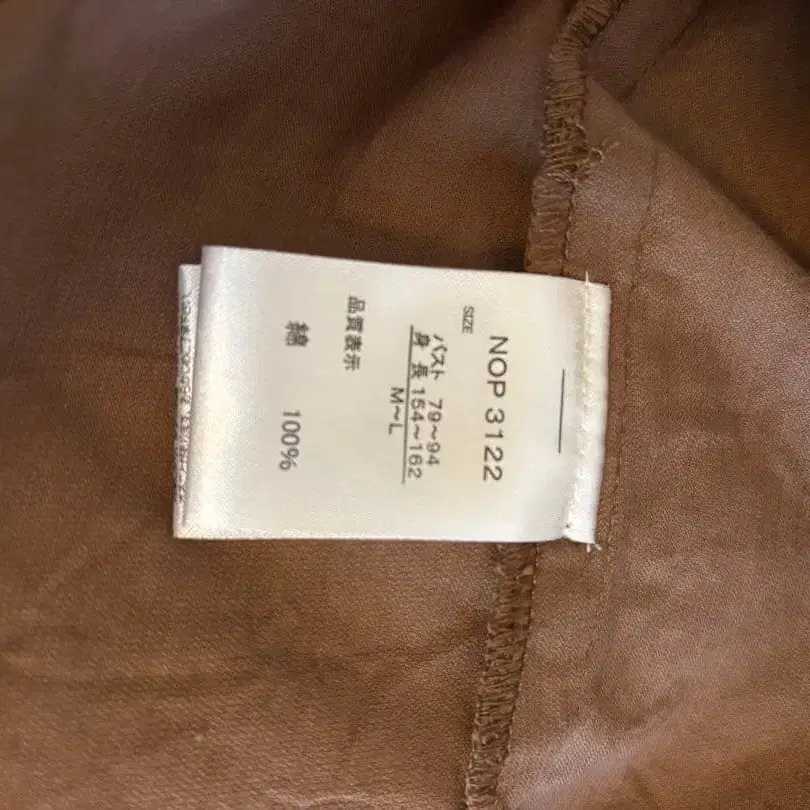 NOP 3122
SIZE
バスト 79〜94
身 長 154〜162
M〜L
品質表示
綿 100%